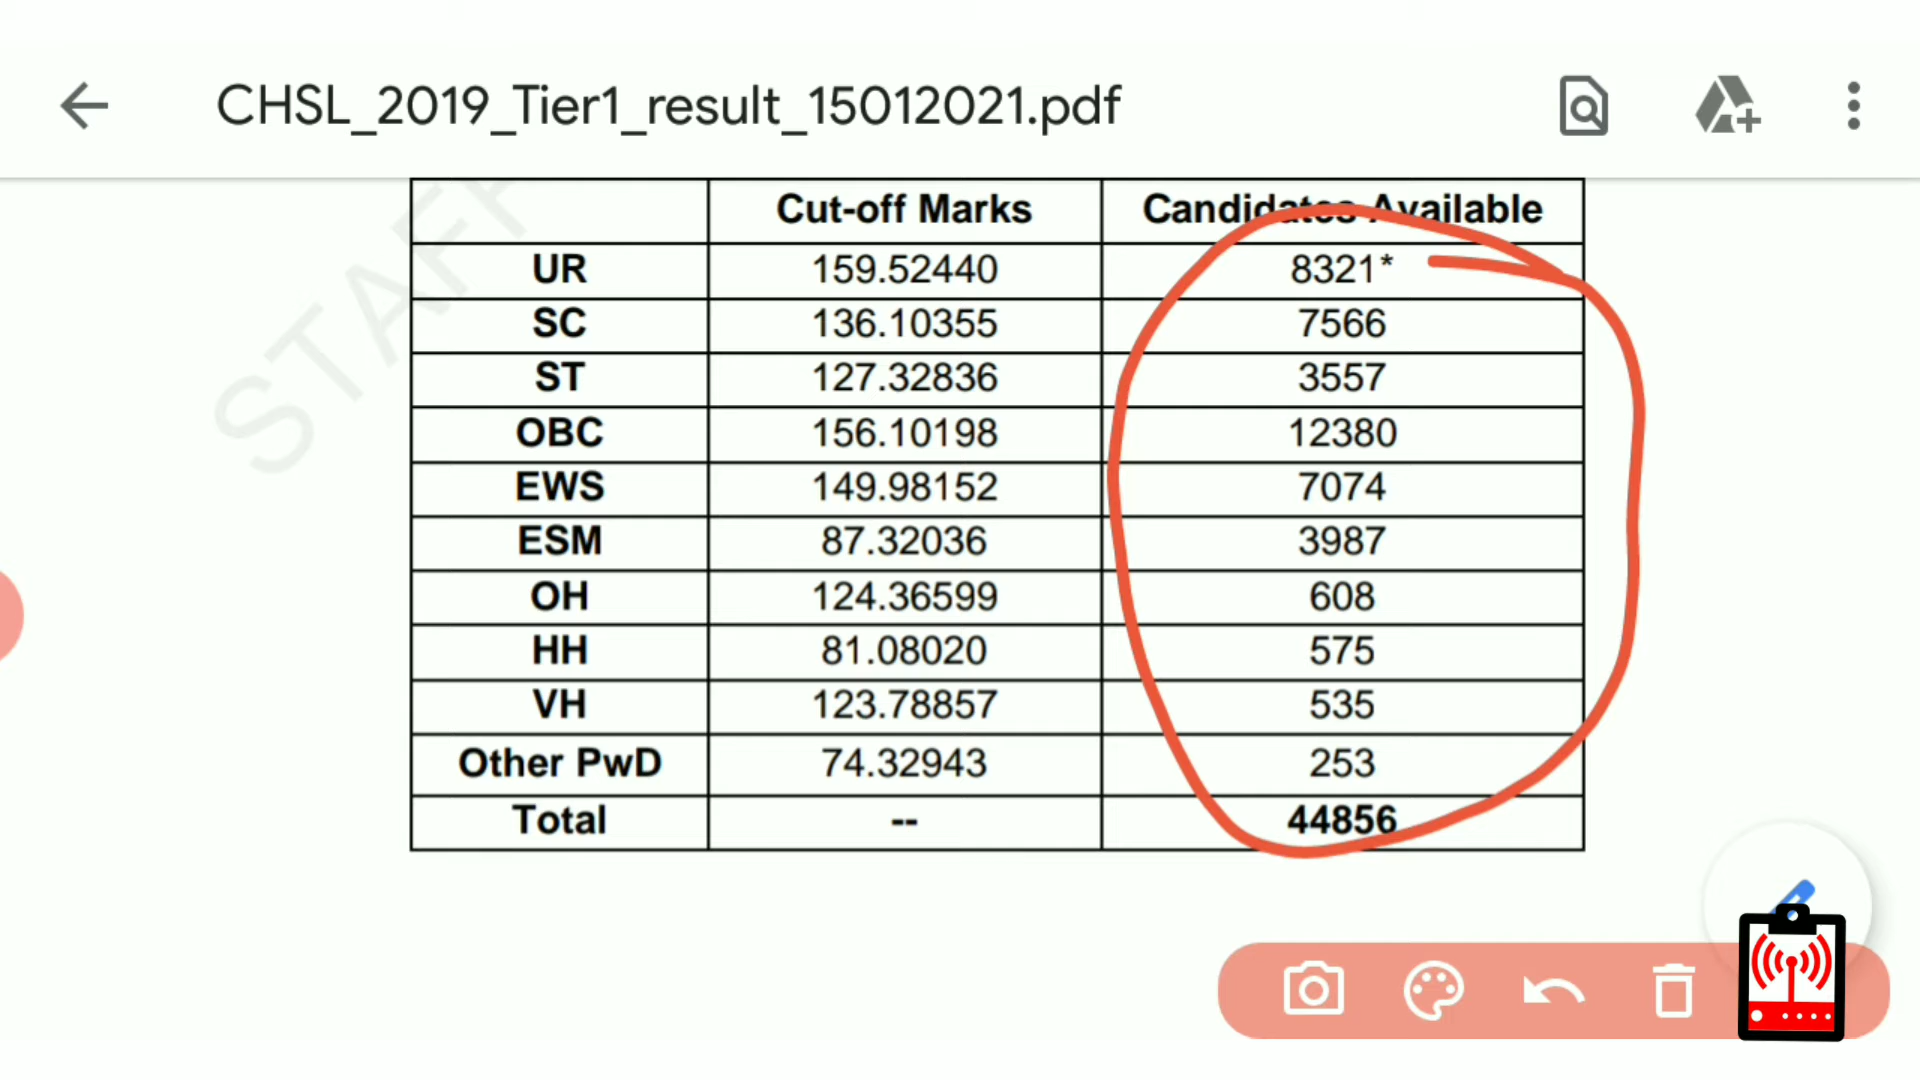 CHSL_2019_Tier1_result_15012021.pdf
STAFF
Cut-off Marks Candidates Available
UR 159.52440 8321*
SC 136.10355 7566
ST 127.32836 3557
OBC 156.10198 12380
EWS 149.98152 7074
ESM 87.32036 3987
OH 124.36599 608
HH 81.08020 575
VH 123.78857 535
Other PwD 74.32943 253
Total -- 44856